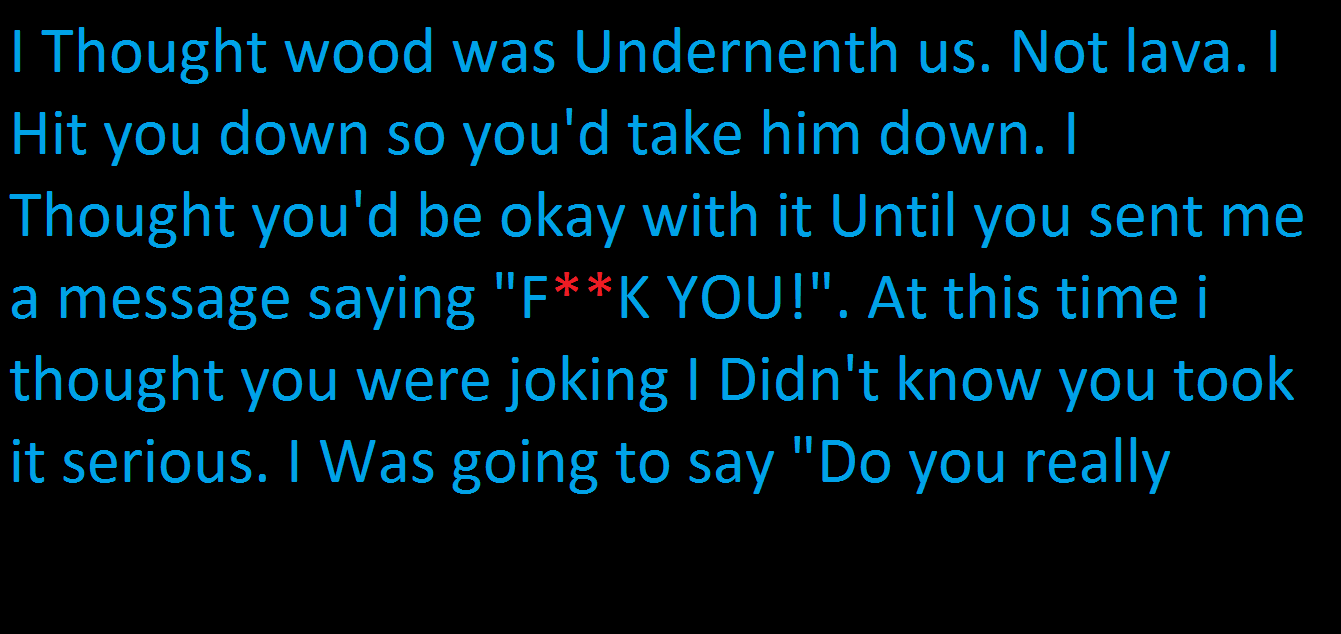 I Thought wood was Undernenth us. Not lava. I
Hit you down so you'd take him down. I
Thought you'd be okay with it Until you sent me
a message saying "F**K YOU!". At this time i
thought you were joking I Didn't know you took
it serious. I Was going to say "Do you really